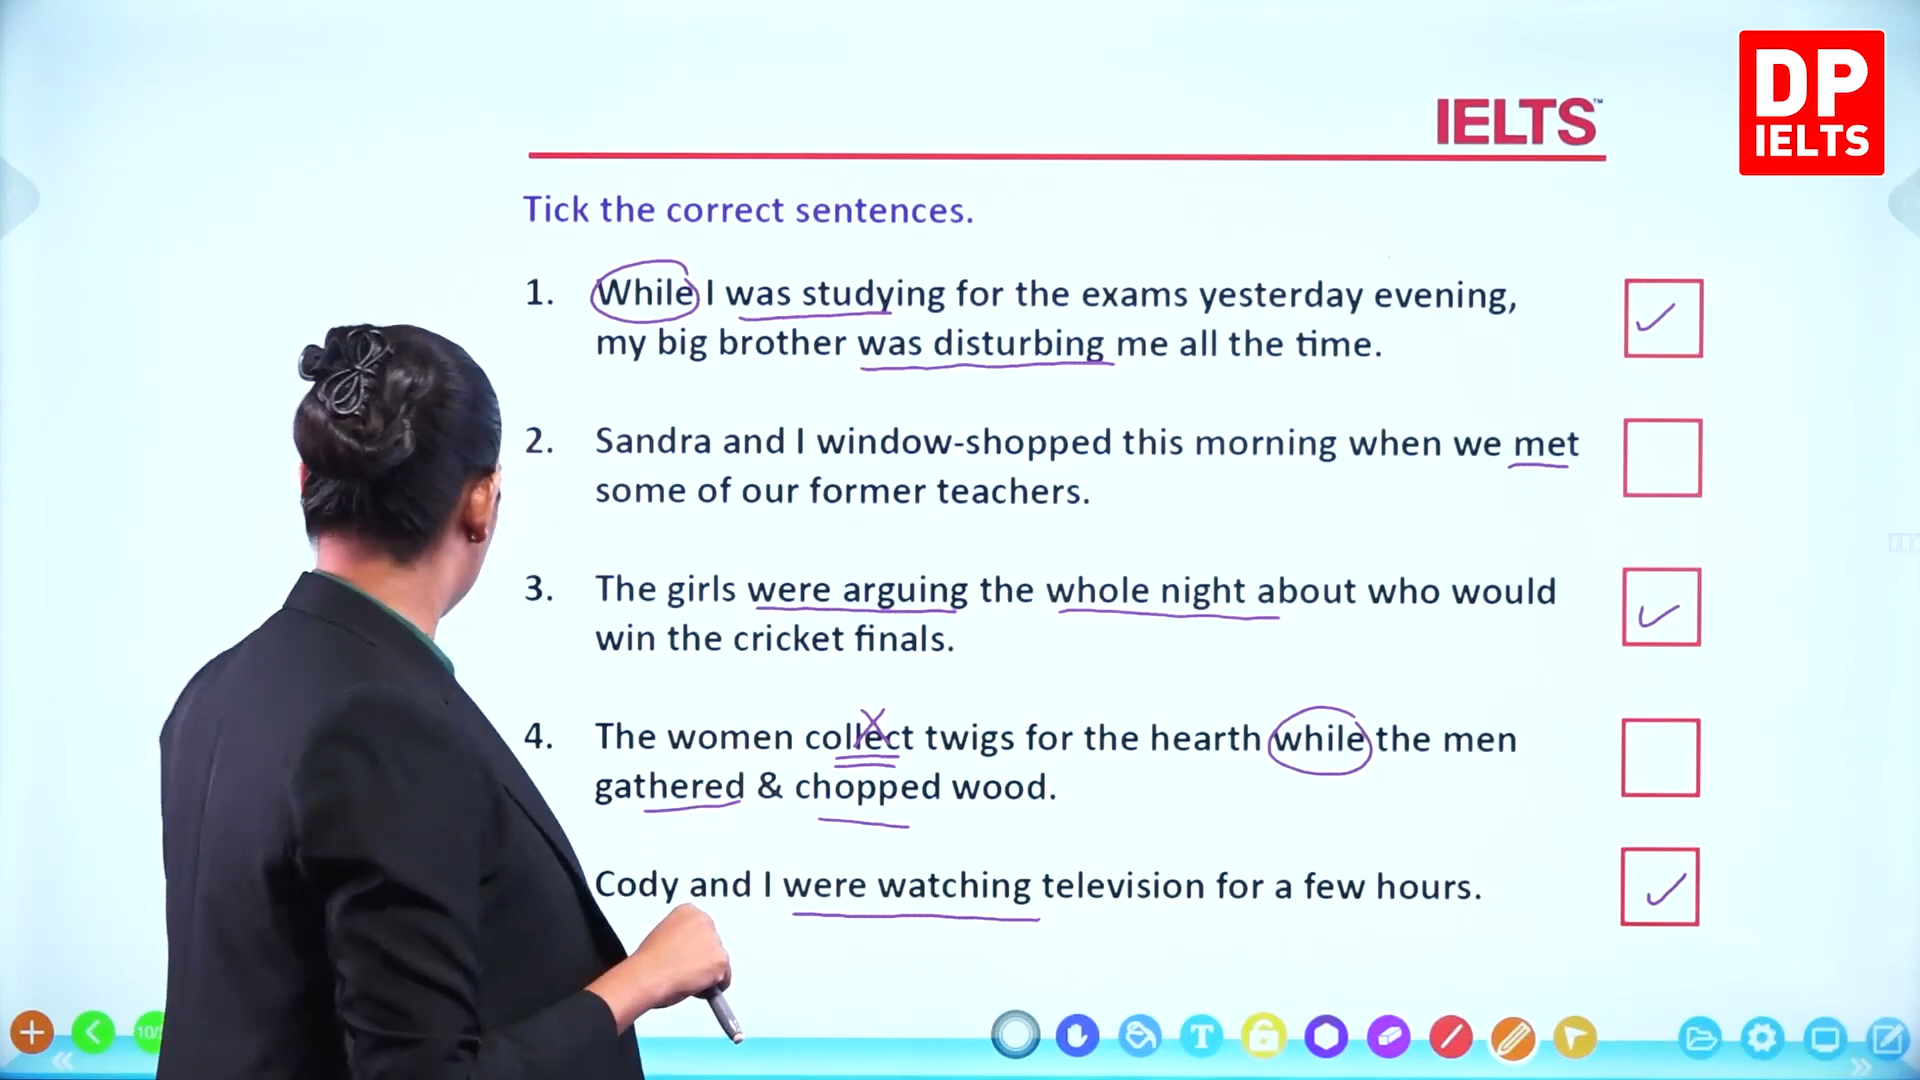 DP
IELTS
IELTS™
Tick the correct sentences.
1. While I was studying for the exams yesterday evening,
my big brother was disturbing me all the time.
2. Sandra and I window-shopped this morning when we met
some of our former teachers.
3. The girls were arguing the whole night about who would
win the cricket finals.
4. The women collect twigs for the hearth while the men
gathered & chopped wood.
Cody and I were watching television for a few hours.
10/
T